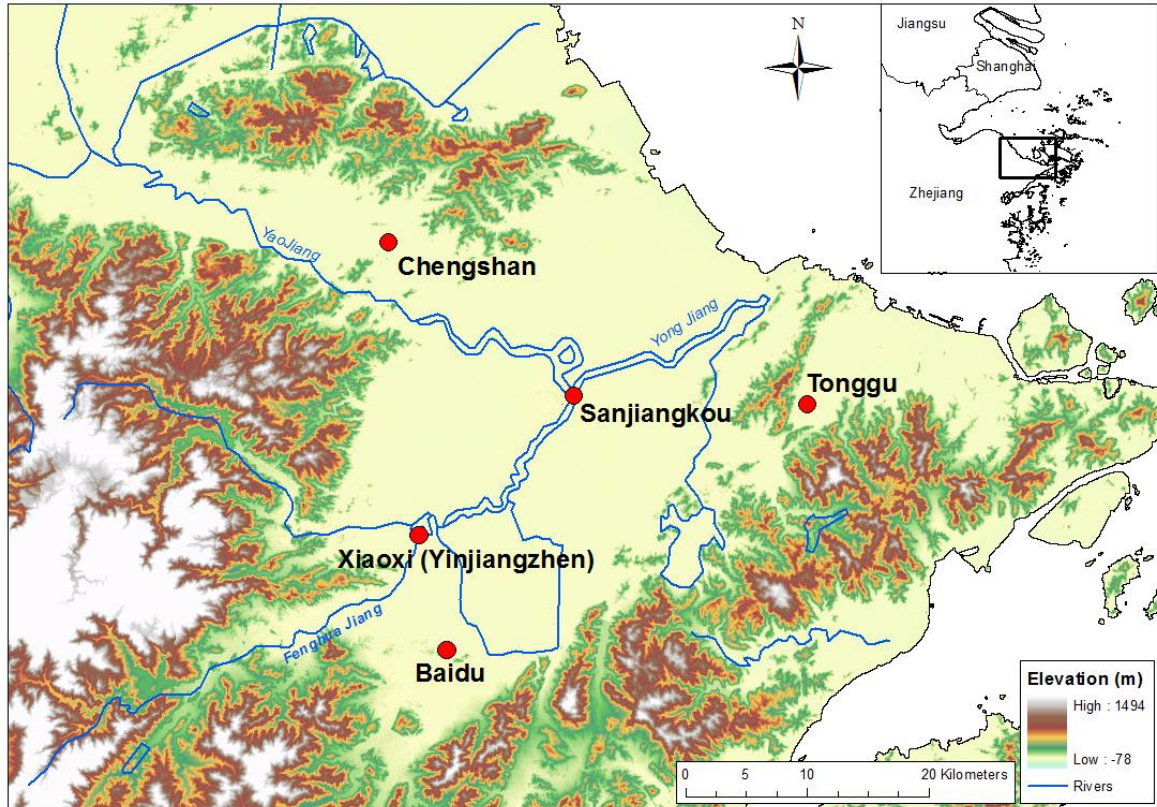 N
Jiangsu
Shanghai
Zhejiang
YaoJiang
Chengshan
Yong Jiang
Tonggu
Sanjiangkou
Xiaoxi (Yinjiangzhen)
Fenghua Jiang
Baidu
Elevation (m)
High : 1494
Low : -78
Rivers
0 5 10 20 Kilometers